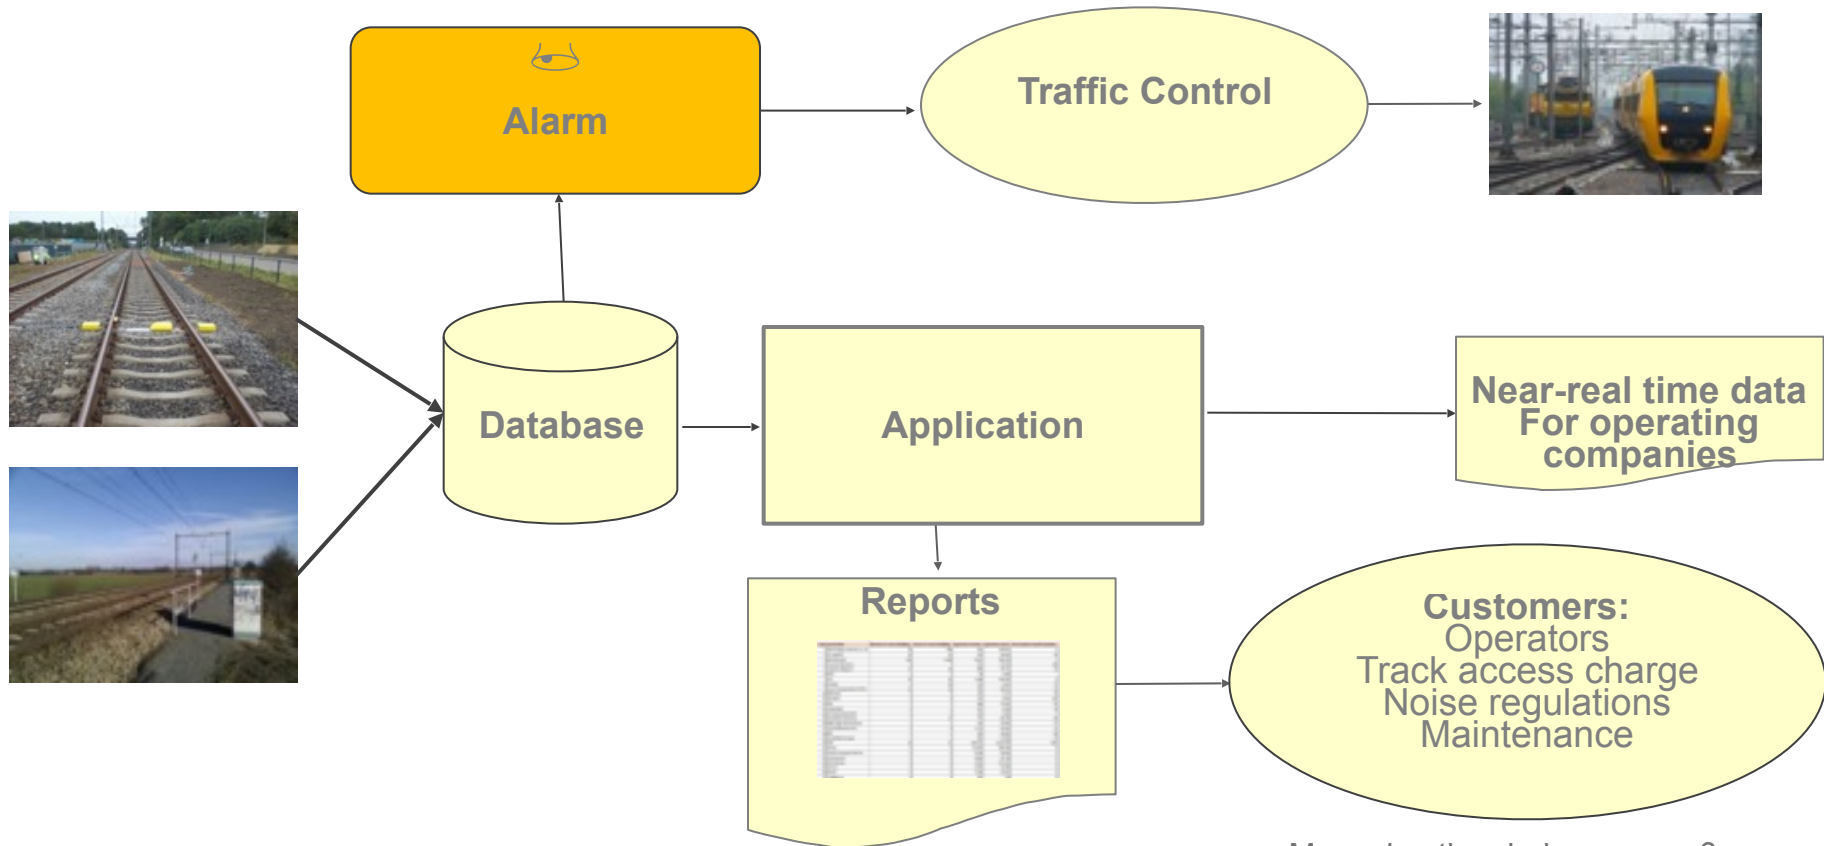 Alarm
Traffic Control
Database
Application
Near-real time data
For operating
companies
Reports
Customers:
Operators
Track access charge
Noise regulations
Maintenance